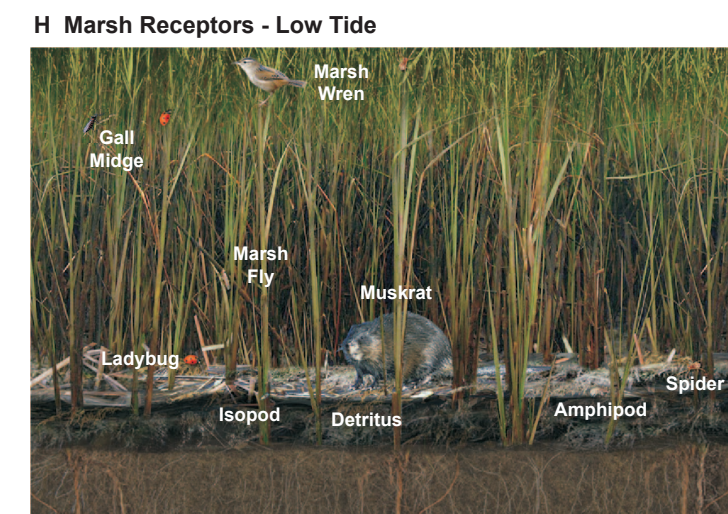 H Marsh Receptors - Low Tide
Marsh
Wren
Gall
Midge
Marsh
Fly
Muskrat
Ladybug
Spider
Isopod
Detritus
Amphipod